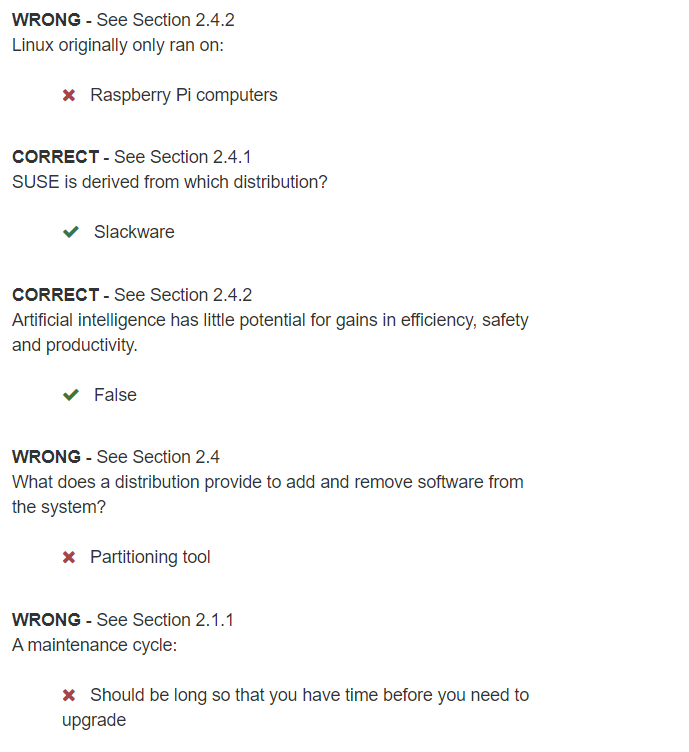 WRONG - See Section 2.4.2
Linux originally only ran on:
Raspberry Pi computers
CORRECT - See Section 2.4.1
SUSE is derived from which distribution?
Slackware
CORRECT - See Section 2.4.2
Artificial intelligence has little potential for gains in efficiency, safety
and productivity.
False
WRONG - See Section 2.4
What does a distribution provide to add and remove software from
the system?
Partitioning tool
WRONG - See Section 2.1.1
A maintenance cycle:
Should be long so that you have time before you need to
upgrade